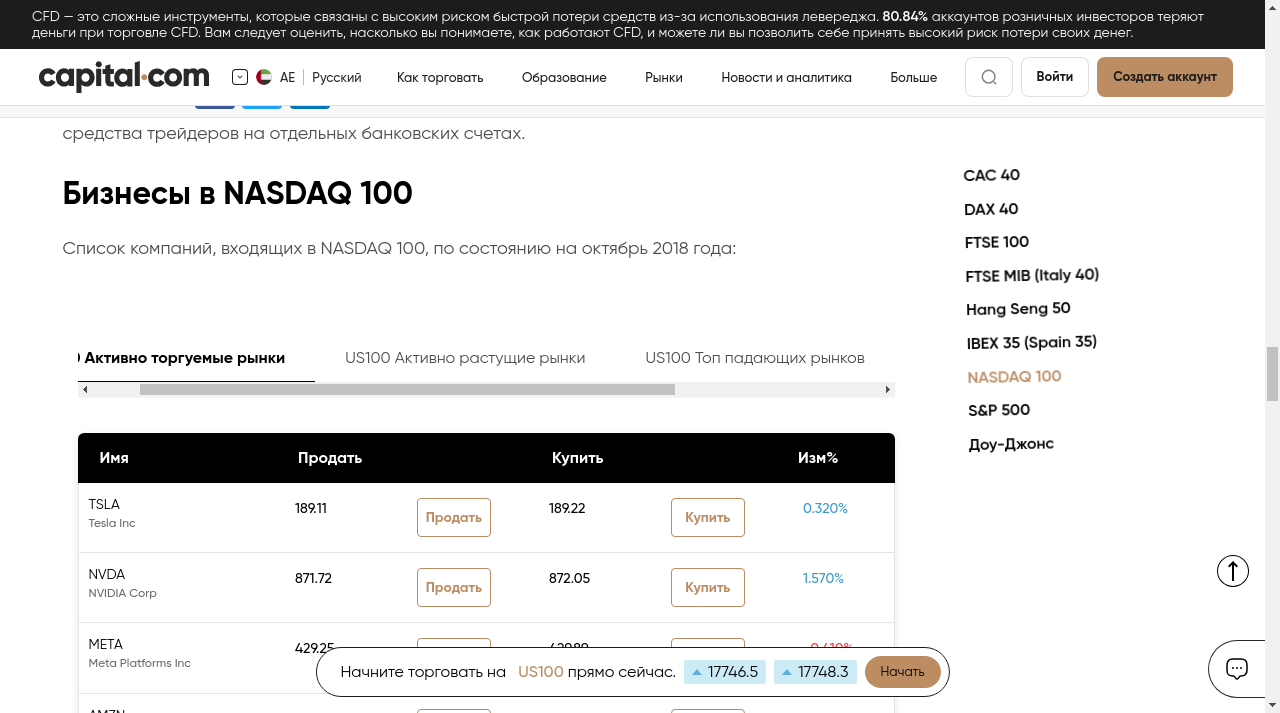 CFD — это сложные инструменты, которые связаны с высоким риском быстрой потери средств из-за использования левереджа. 80.84% аккаунтов розничных инвесторов теряют
деньги при торговле CFD. Вам следует оценить, насколько вы понимаете, как работают CFD, и можете ли вы позволить себе принять высокий риск потери своих денег.
capital.com AE Русский Как торговать Образование Рынки Новости и аналитика Больше Войти Создать аккаунт
средства трейдеров на отдельных банковских счетах.
Бизнесы в NASDAQ 100
Список компаний, входящих в NASDAQ 100, по состоянию на октябрь 2018 года:
Активно торгуемые рынки US100 Активно растущие рынки US100 Топ падающих рынков
Имя Продать Купить Изм%
TSLA
Tesla Inc
189.11 Продать 189.22 Купить 0.320%
NVDA
NVIDIA Corp
871.72 Продать 872.05 Купить 1.570%
META
Meta Platforms Inc
429.25
CAC 40
DAX 40
FTSE 100
FTSE MIB (Italy 40)
Hang Seng 50
IBEX 35 (Spain 35)
NASDAQ 100
S&P 500
Доу-Джонс
Начните торговать на US100 прямо сейчас. 17746.5 17748.3 Начать